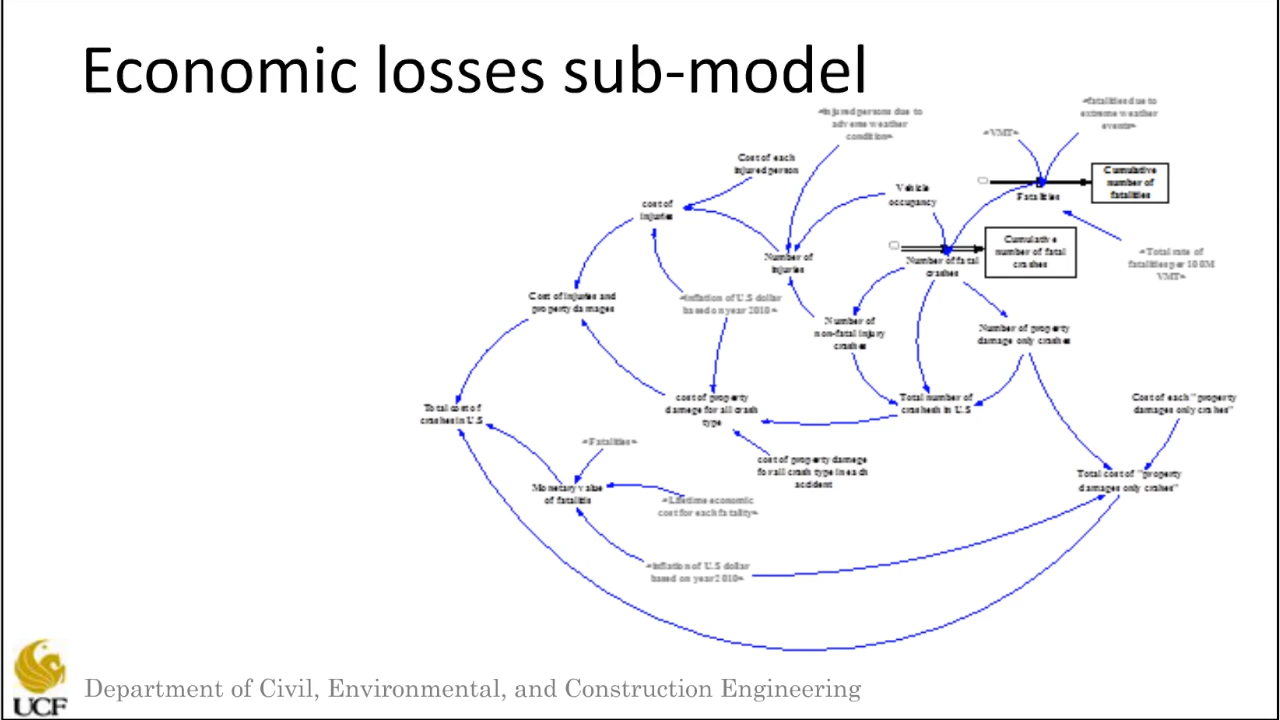 Economic losses sub-model
<Injured persons due to
adverse weather
condition>
<fatalities due to
extreme weather
events>
<VMT>
Cost of each
injured person
Cumulative
number of
fatalities
Vehicle
occupancy
Fatalities
cost of
injuries
Cumulative
number of fatal
crashes
Number of
injuries
Number of fatal
crashes
<Total rate of
fatalities per 100M
VMT>
Cost of injuries and
property damages
<Inflation of U.S dollar
based on year 2010>
Number of
non-fatal injury
crashes
Number of property
damage only crashes
Total cost of
crashes in U.S
cost of property
damege for all crash
type
Total number of
crashesh in U.S
Cost of each "property
damages only crahes"
<Fatalities>
cost of property damege
for all crash type in each
accident
Total cost of "property
damages only crahes"
Monetary value
of fatalitis
<Lifetime economic
cost for each fatality>
<Inflation of U.S dollar
based on year 2010>
UCF
Department of Civil, Environmental, and Construction Engineering